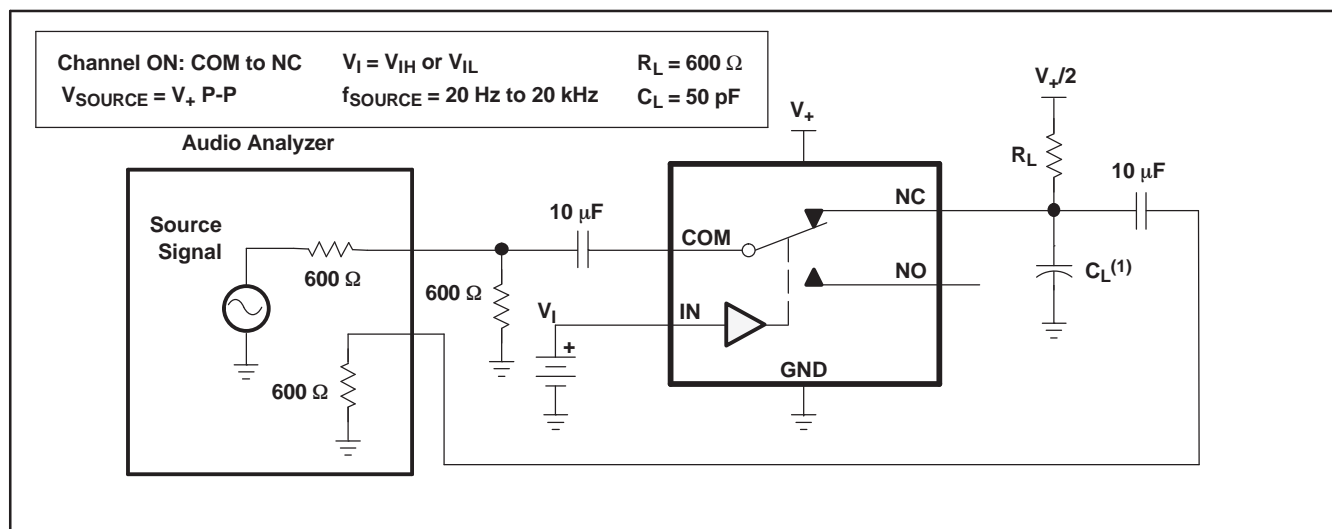 Channel ON: COM to NC V_I = V_IH or V_IL R_L = 600 Ω
V_SOURCE = V_+ P-P f_SOURCE = 20 Hz to 20 kHz C_L = 50 pF
Audio Analyzer
V_+/2
V_+
R_L
10 μF
NC
10 μF
Source
Signal
COM
600 Ω
NO
C_L(1)
600 Ω
V_I
IN
+
GND
600 Ω